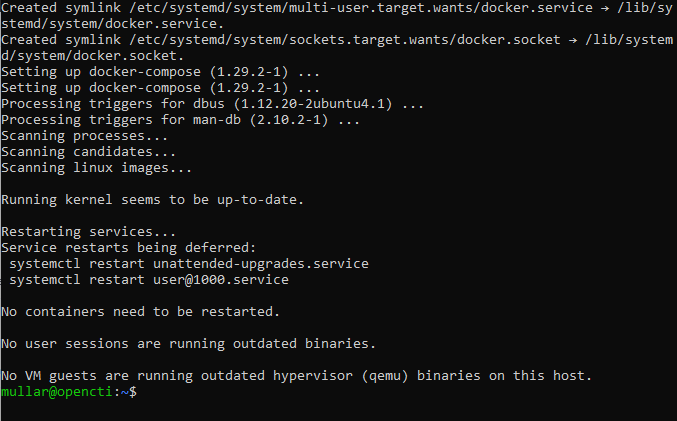 Created symlink /etc/systemd/system/multi-user.target.wants/docker.service → /lib/sy
stemd/system/docker.service.
Created symlink /etc/systemd/system/sockets.target.wants/docker.socket → /lib/system
d/system/docker.socket.
Setting up docker-compose (1.29.2-1) ...
Setting up docker-compose (1.29.2-1) ...
Processing triggers for dbus (1.12.20-2ubuntu4.1) ...
Processing triggers for man-db (2.10.2-1) ...
Scanning processes...
Scanning candidates...
Scanning linux images...
Running kernel seems to be up-to-date.
Restarting services...
Service restarts being deferred:
 systemctl restart unattended-upgrades.service
 systemctl restart user@1000.service
No containers need to be restarted.
No user sessions are running outdated binaries.
No VM guests are running outdated hypervisor (qemu) binaries on this host.
mullar@opencti:~$